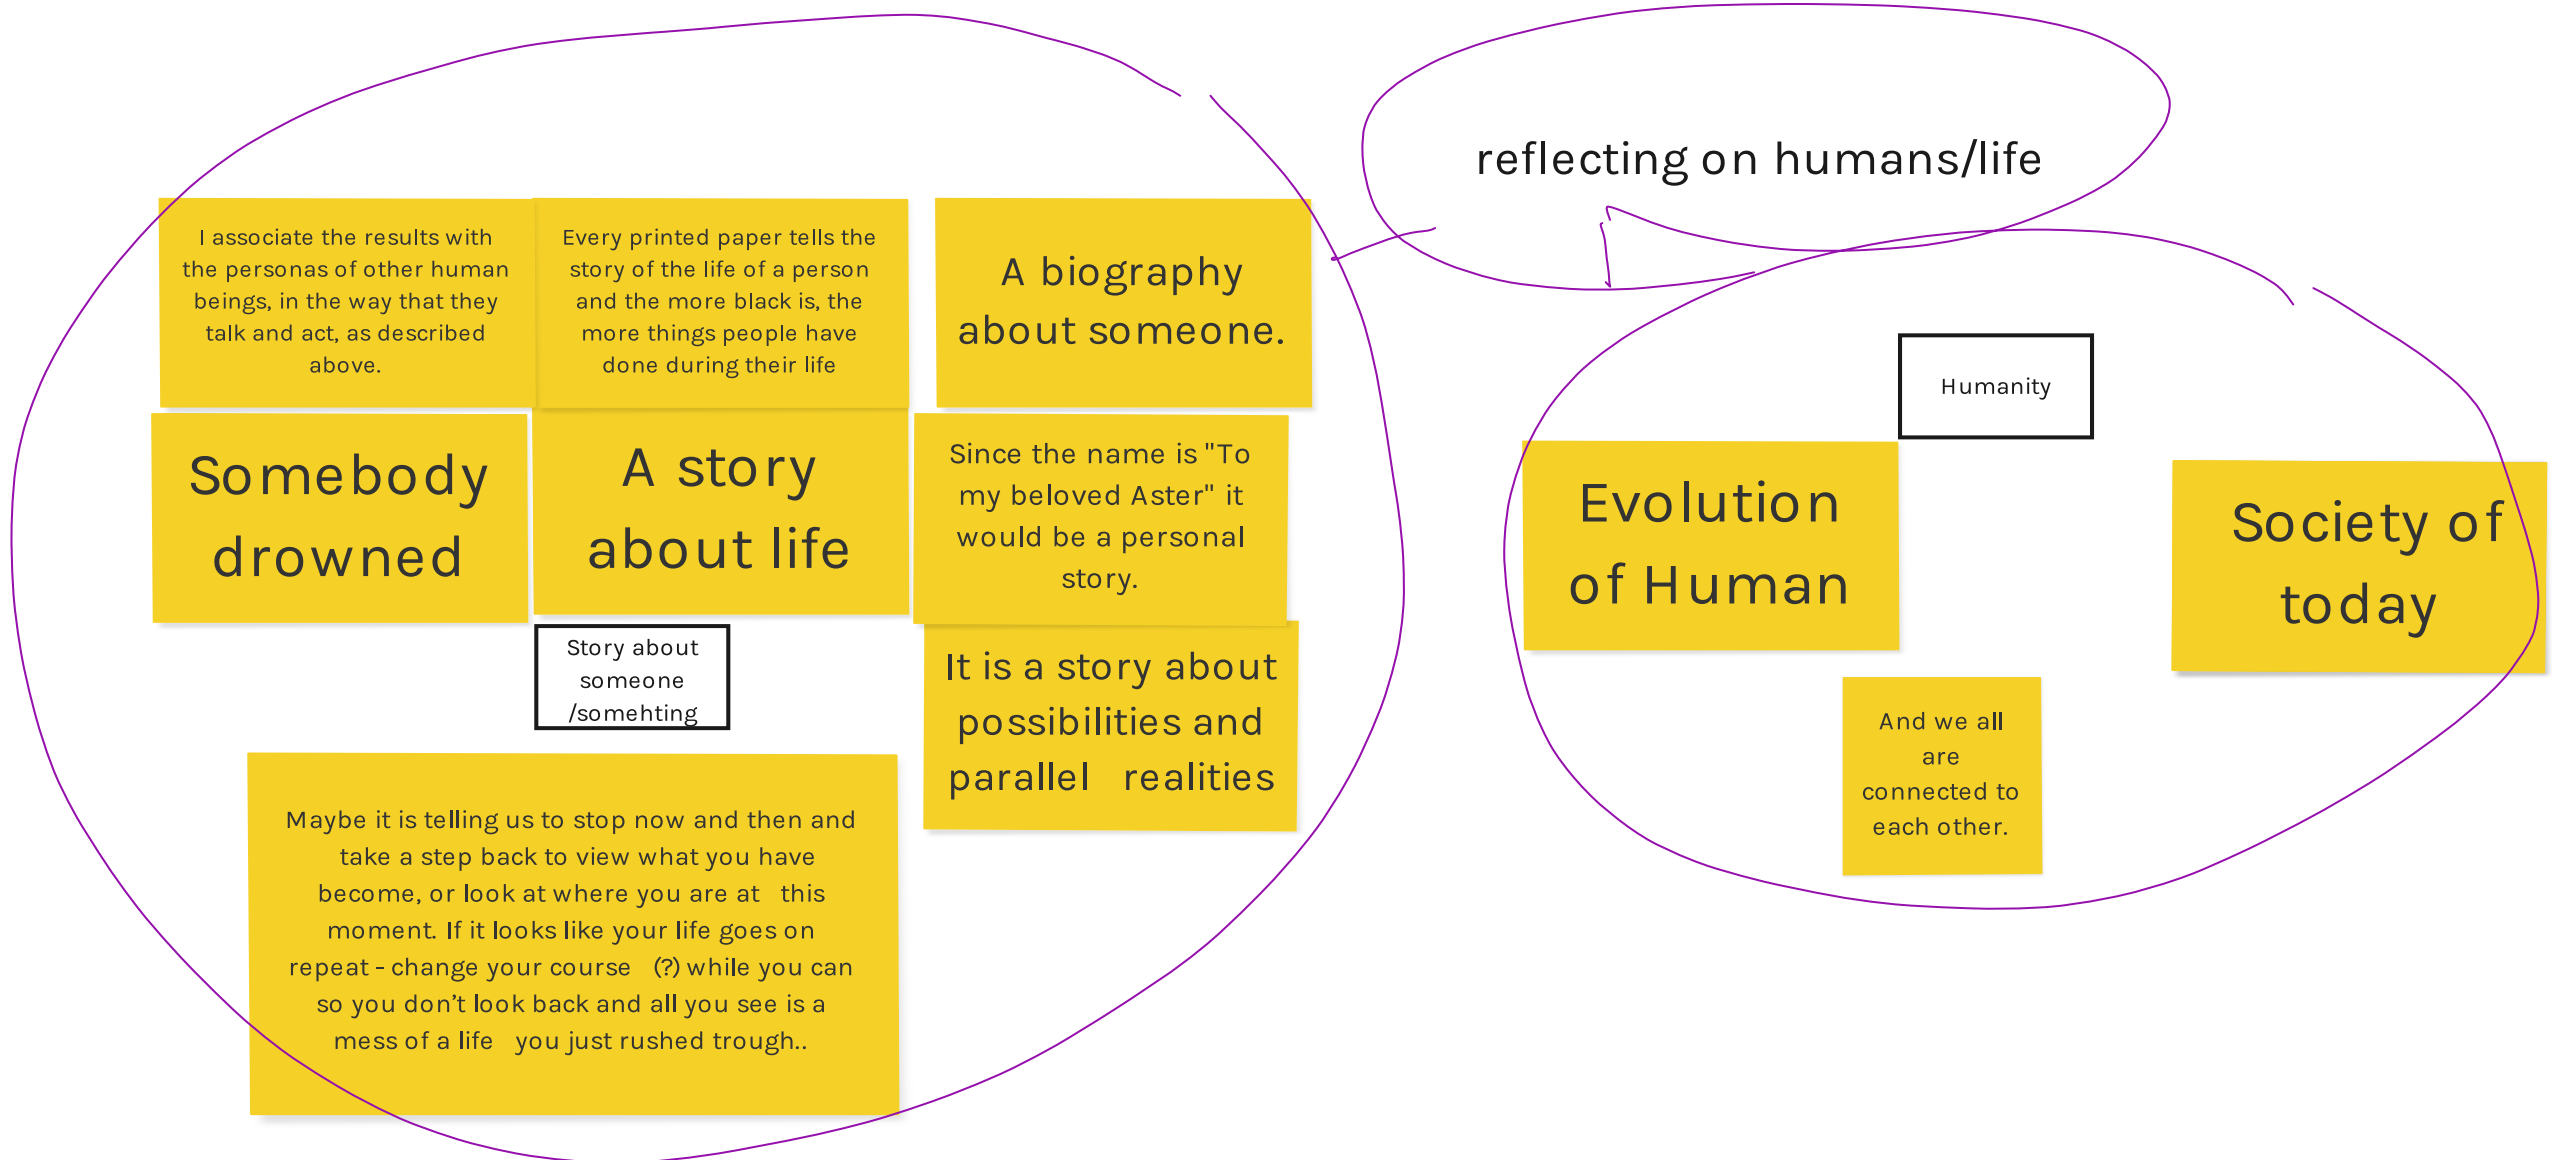 reflecting on humans/life
I associate the results with
the personas of other human
beings, in the way that they
talk and act, as described
above.
Every printed paper tells the
story of the life of a person
and the more black is, the
more things people have
done during their life
A biography
about someone.
Somebody
drowned
A story
about life
Since the name is "To
my beloved Aster" it
would be a personal
story.
Story about
someone
/somehting
It is a story about
possibilities and
parallel realities
Maybe it is telling us to stop now and then and
take a step back to view what you have
become, or look at where you are at this
moment. If it looks like your life goes on
repeat - change your course (?) while you can
so you don’t look back and all you see is a
mess of a life you just rushed trough..
Humanity
Evolution
of Human
Society of
today
And we all
are
connected to
each other.